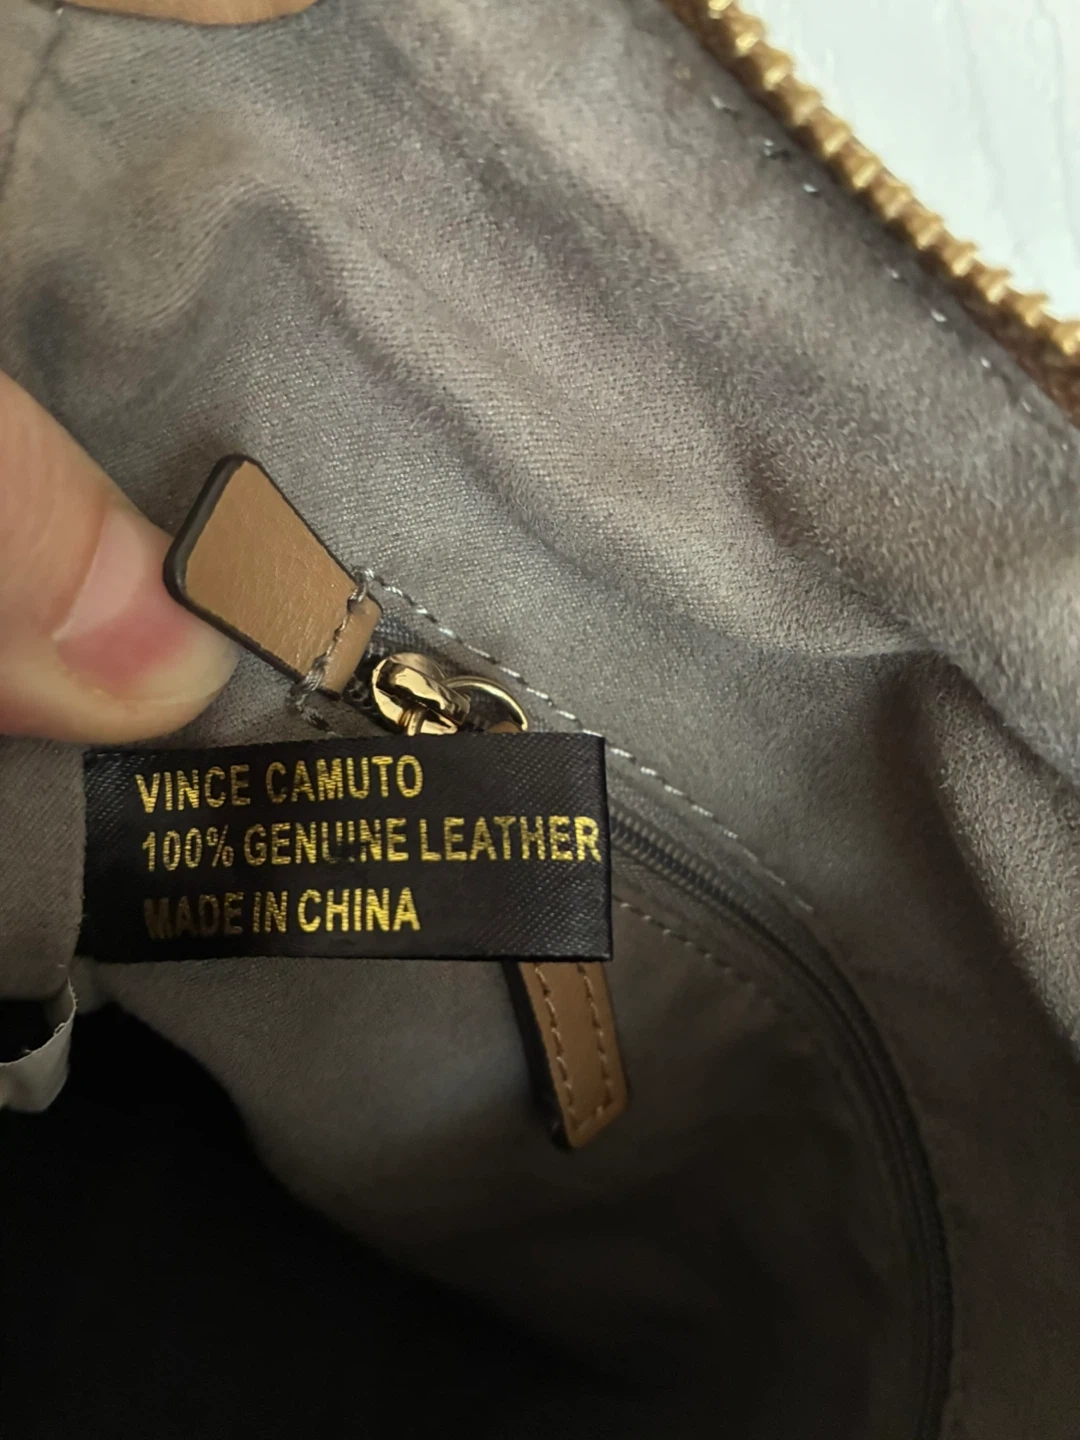 VINCE CAMUTO
100% GENUINE LEATHER
MADE IN CHINA